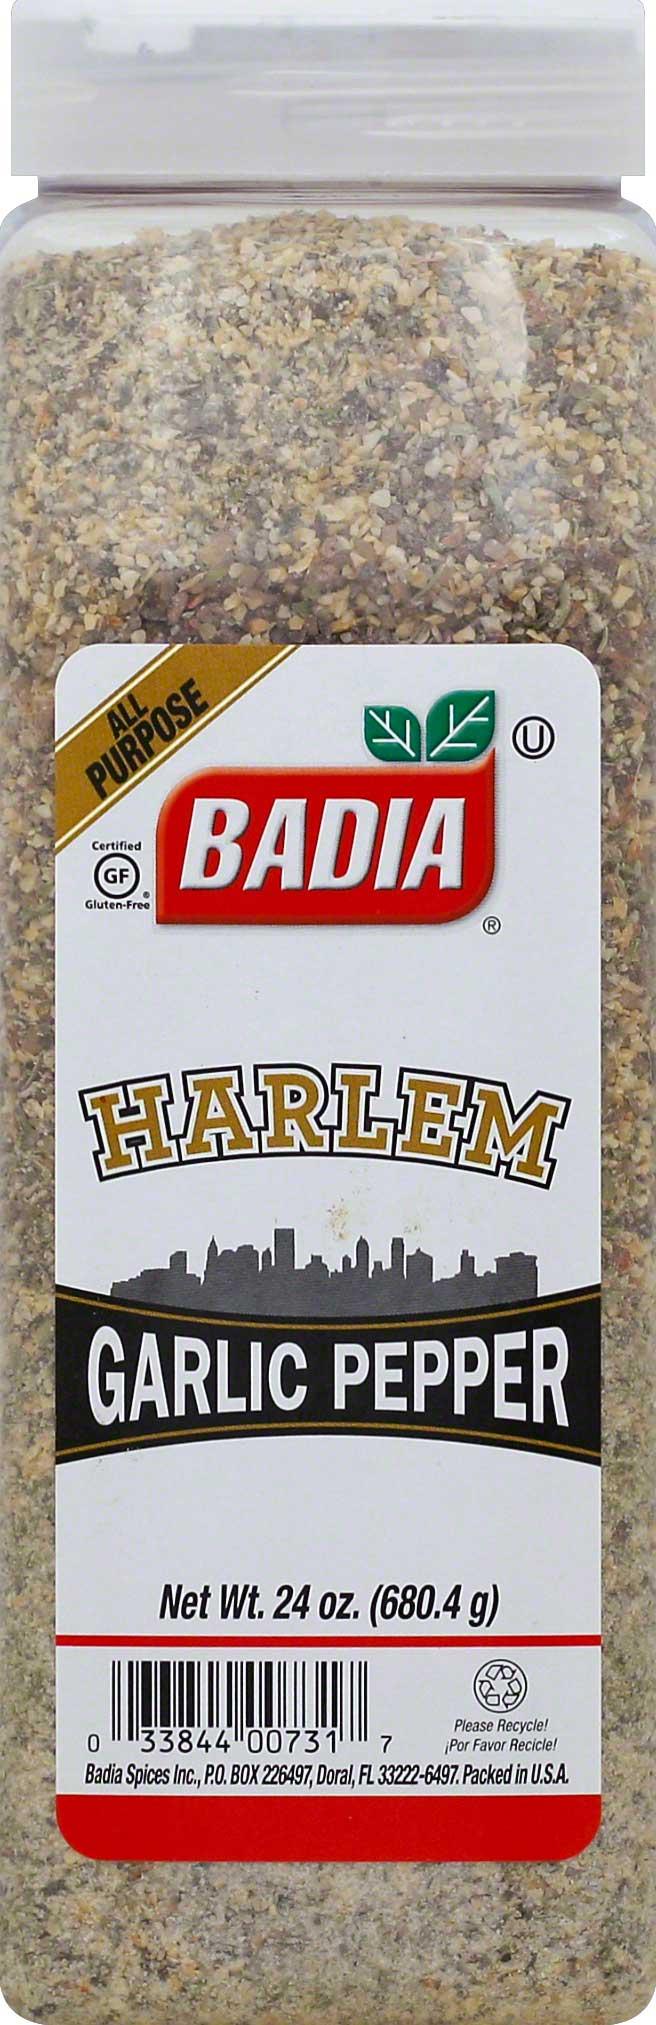 ALL
PURPOSE
U
BADIA
®
Certified
GF
®
Gluten-Free
HARLEM
GARLIC PEPPER
Net Wt. 24 oz. (680.4 g)
0 33844 00731 7
Please Recycle!
¡Por Favor Recicle!
Badia Spices Inc., P.O. BOX 226497, Doral, FL 33222-6497. Packed in U.S.A.